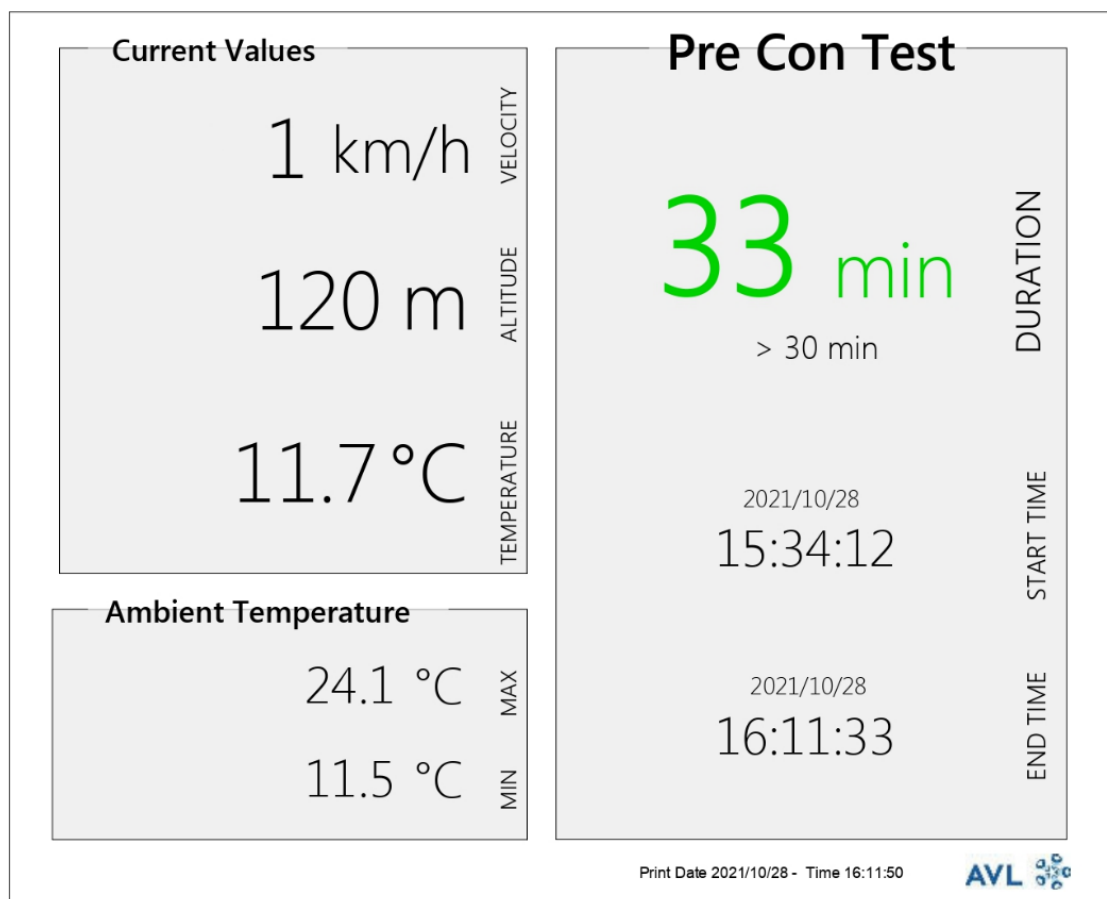 Current Values
1 km/h
VELOCITY
120 m
ALTITUDE
11.7 °C
TEMPERATURE
Ambient Temperature
24.1 °C
MAX
11.5 °C
MIN
Pre Con Test
33 min
> 30 min
DURATION
2021/10/28
15:34:12
START TIME
2021/10/28
16:11:33
END TIME
Print Date 2021/10/28 - Time 16:11:50
AVL